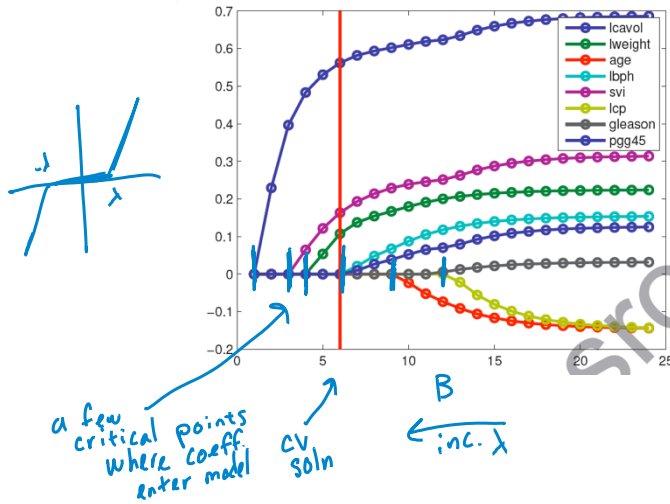 0.7
0.6
0.5
0.4
0.3
0.2
0.1
0
-0.1
-0.2
lcavol
lweight
age
lbph
svi
lcp
gleason
pgg45
-λ
λ
0 5 10 15 20 25
a few
critical points
where coeff.
enter model
CV
soln
B
inc. λ